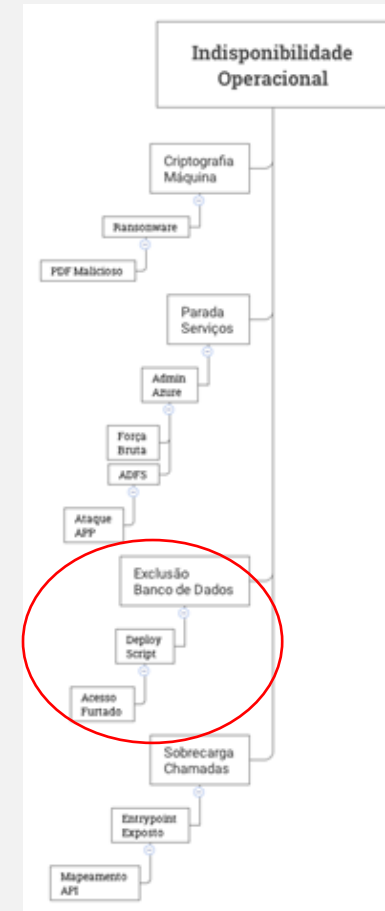 Indisponibilidade
Operacional
Criptografia
Máquina
Ransonware
PDF Malicioso
Parada
Serviços
Admin
Azure
Força
Bruta
ADFS
Ataque
APP
Exclusão
Banco de Dados
Deploy
Script
Acesso
Furtado
Sobrecarga
Chamadas
Entrypoint
Exposto
Mapeamento
API